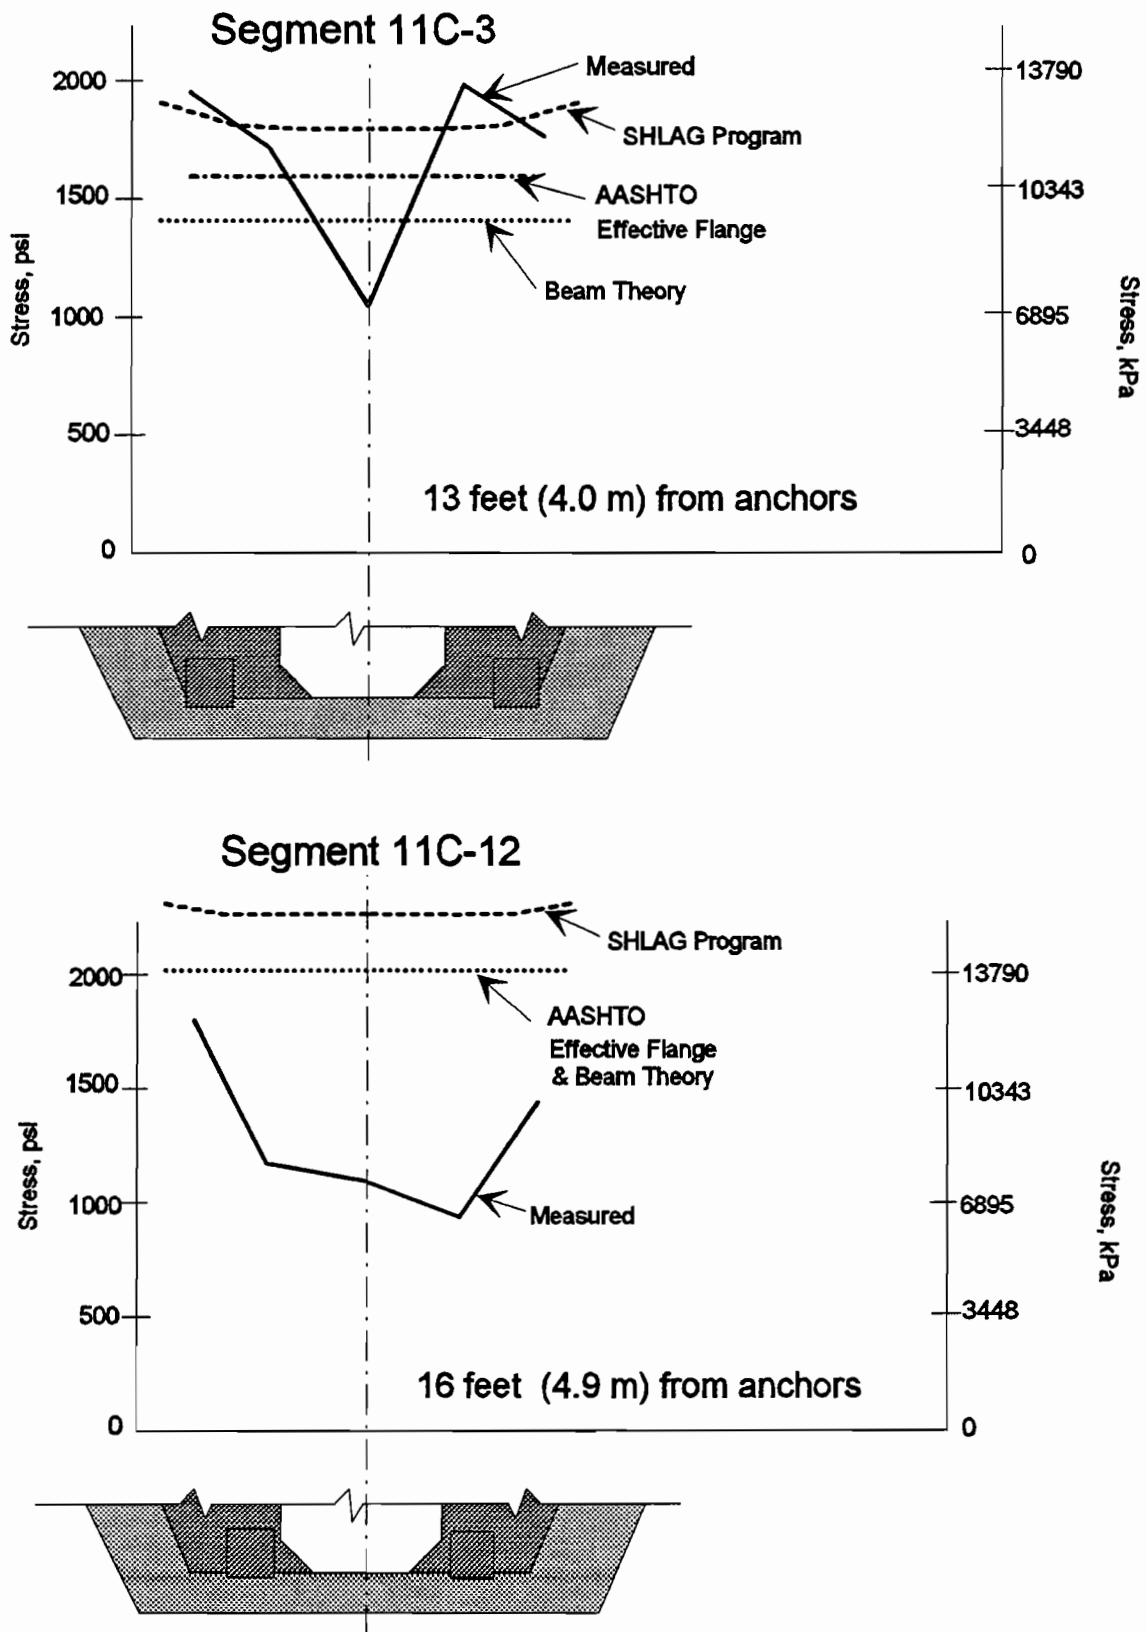 Segment 11C-3
Measured
2000
13790
SHLAG Program
AASHTO
Effective Flange
1500
10343
Beam Theory
Stress, psi
Stress, kPa
1000
6895
500
3448
13 feet (4.0 m) from anchors
0
0
Segment 11C-12
SHLAG Program
2000
13790
AASHTO
Effective Flange
& Beam Theory
1500
10343
Stress, psi
Stress, kPa
1000
6895
Measured
500
3448
16 feet (4.9 m) from anchors
0
0